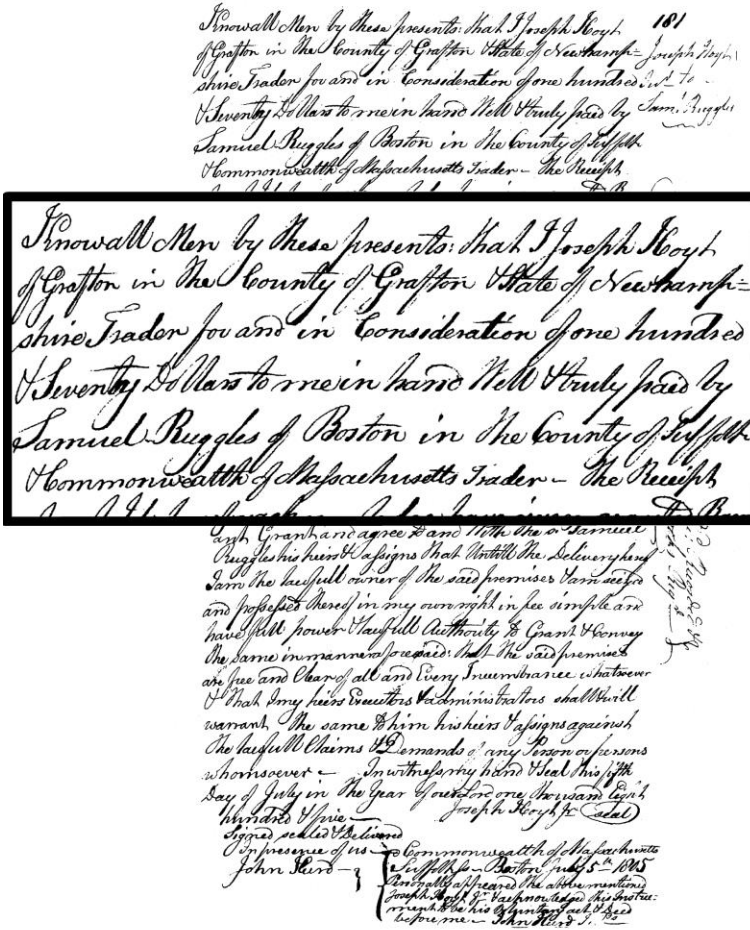 Know all Men by these presents: that I Joseph Hoyt
of Grafton in the County of Grafton & State of Newhamp=
shire Trader for and in Consideration of one hundred
& Seventy Dollars to me in hand Well & truly paid by
Samuel Ruggles of Boston in the County of Suffolk
& Commonwealth of Massachusetts Trader – the Receipt
181
Joseph Hoyt
Junr to
Saml Ruggles
Know all Men by these presents: that I Joseph Hoyt
of Grafton in the County of Grafton & State of Newhamp=
shire Trader for and in Consideration of one hundred
& Seventy Dollars to me in hand Well & truly paid by
Samuel Ruggles of Boston in the County of Suffolk
& Commonwealth of Massachusetts Trader – the Receipt
ant Grant and agree to and With the sd Samuel
Ruggles his heirs & assigns that Untill the Delivery hereof
I am the lawfull owner of the said premises & am seized
and possessed thereof in my own right in fee simple and
have full power & lawfull Authority to Grant & Convey
the same in manner aforesaid: that the said premises
are free and Clear of all and Every Incumbrance whatsoever
& that I my heirs Executors & administrators shall & will
warrant the same to him his heirs & assigns against
the lawfull Claims & Demands of any Person or persons
whomsoever – In witness my hand & Seal this fifth
Day of July in the Year of our Lord one thousand Eight
hundred & five –
Joseph Hoyt Jr (seal)
Signed sealed & Delivered
In presence of us –
John Hurd –
Commonwealth of Massachusetts
Suffolk ss – Boston July 5th 1805
Personally appeared the above mentioned
Joseph Hoyt Jr & acknowledged this Instru=
ment to be his Voluntary act & Deed
before me – John Hurd J. Ps